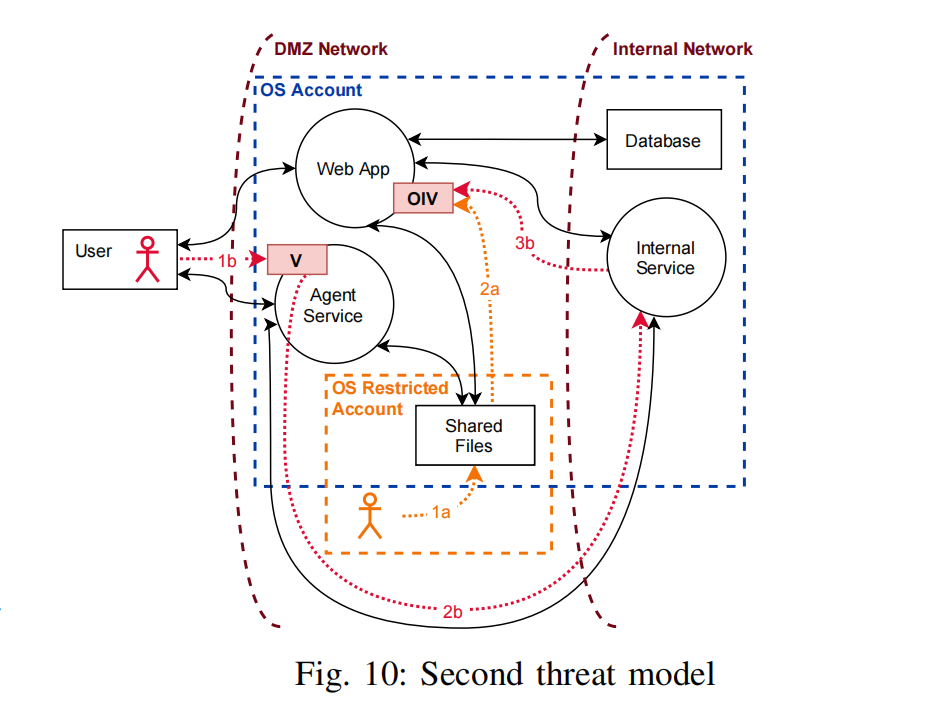 DMZ Network
Internal Network
OS Account
Web App
Database
OIV
User
1b
V
3b
Internal
Service
Agent
Service
2a
OS Restricted
Account
Shared
Files
1a
2b
Fig. 10: Second threat model